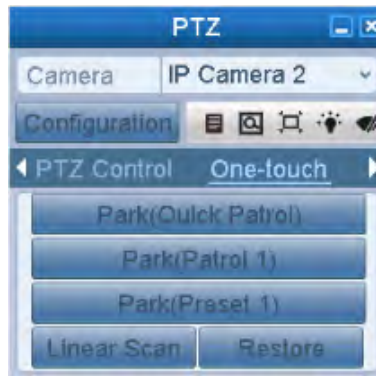 PTZ
Camera IP Camera 2
Configuration
PTZ Control One-touch
Park(Quick Patrol)
Park(Patrol 1)
Park(Preset 1)
Linear Scan Restore